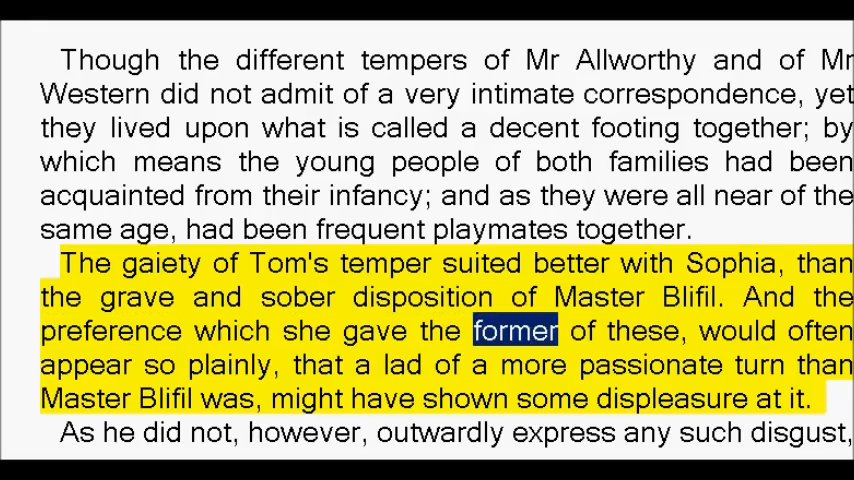 Though the different tempers of Mr Allworthy and of Mr
Western did not admit of a very intimate correspondence, yet
they lived upon what is called a decent footing together; by
which means the young people of both families had been
acquainted from their infancy; and as they were all near of the
same age, had been frequent playmates together.
The gaiety of Tom's temper suited better with Sophia, than
the grave and sober disposition of Master Blifil. And the
preference which she gave the former of these, would often
appear so plainly, that a lad of a more passionate turn than
Master Blifil was, might have shown some displeasure at it.
As he did not, however, outwardly express any such disgust,